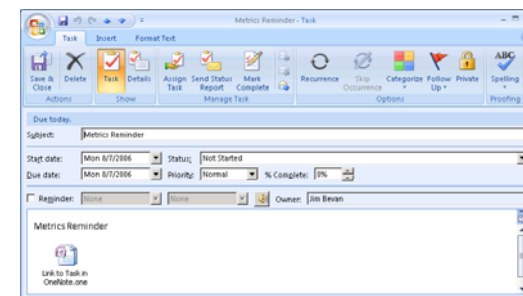 Metrics Reminder - Task
Task Insert Format Text
Save & Close Delete Task Details Assign Task Send Status Report Mark Complete Recurrence Skip Occurrence Categorize Follow Up Private ABC Spelling
Actions Show Manage Task Options Proofing
Due today.
Subject: Metrics Reminder
Start date: Mon 8/7/2006 Status: Not Started
Due date: Mon 8/7/2006 Priority: Normal % Complete: 0%
Reminder: None None Owner: Jim Bevan
Metrics Reminder
Link to Task in
OneNote.one